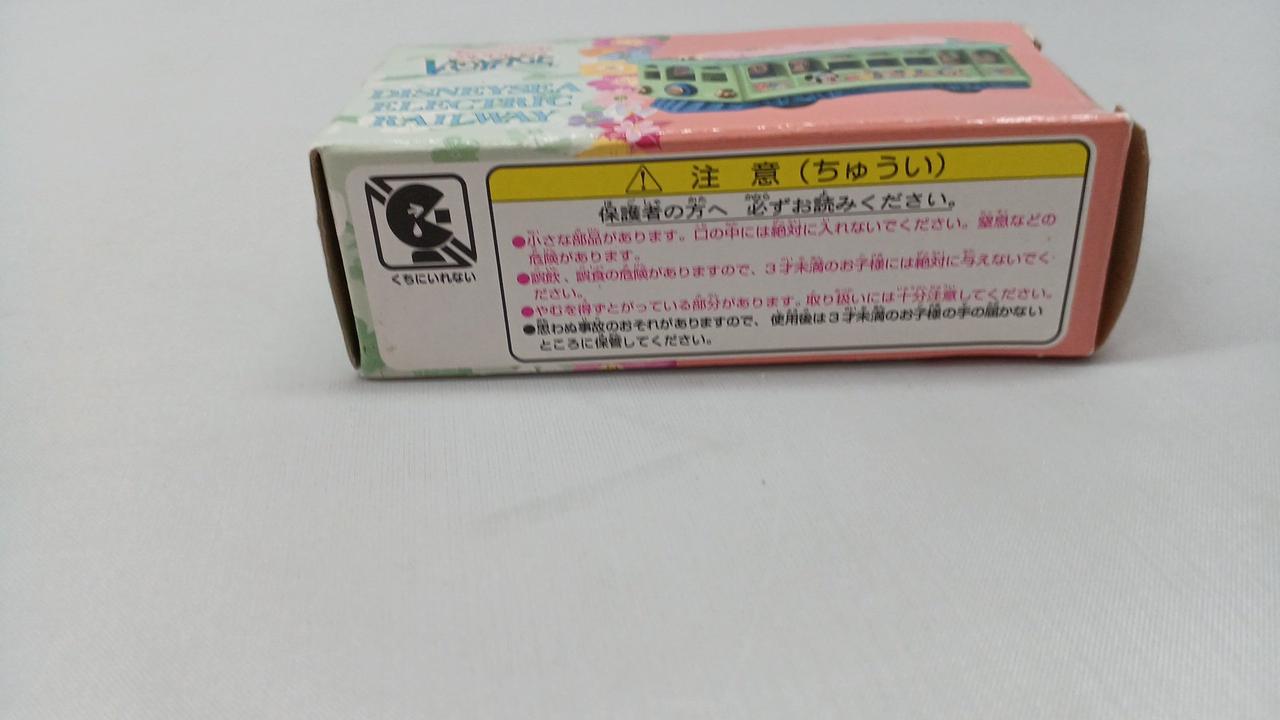 DISNEYSEA
ELECTRIC
RAILWAY
注意(ちゅうい)
保護者の方へ 必ずお読みください。
●小さな部品があります。口の中には絶対に入れないでください。窒息などの
危険があります。
●誤飲、誤食の危険がありますので、3才未満のお子様には絶対に与えないでく
ださい。
●やむを得ずとがっている部分があります。取り扱いには十分注意してください。
●思わぬ事故のおそれがありますので、使用後は3才未満のお子様の手の届かない
ところに保管してください。
くちにいれない